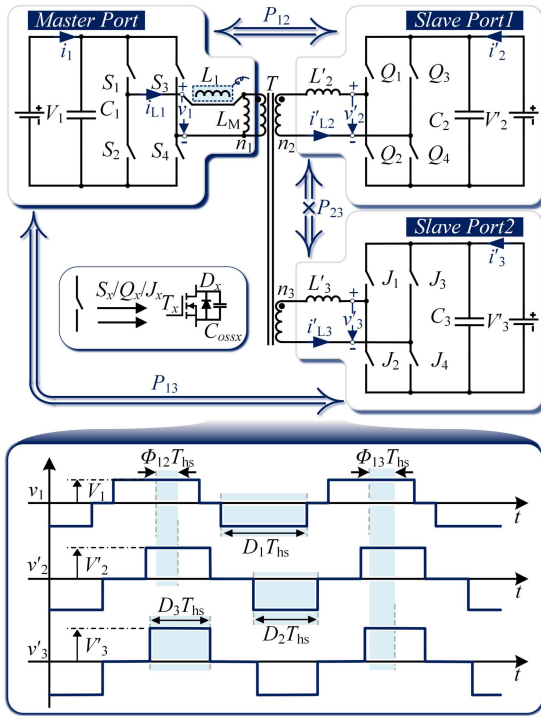 Master Port
P12
Slave Port1
i1
i'2
S1
S3
L1
T
L'2
Q1
Q3
V1
C1
iL1
+
v1
-
LM
n1
n2
i'L2
+
v'2
-
C2
V'2
S2
S4
Q2
Q4
P23
Slave Port2
i'3
n3
L'3
J1
J3
+
v'3
-
i'L3
C3
V'3
J2
J4
Sx/Qx/Jx
Tx
Dx
Cossx
P13
Φ12Ths
Φ13Ths
v1
V1
t
D1Ths
v'2
V'2
t
D3Ths
D2Ths
v'3
V'3
t